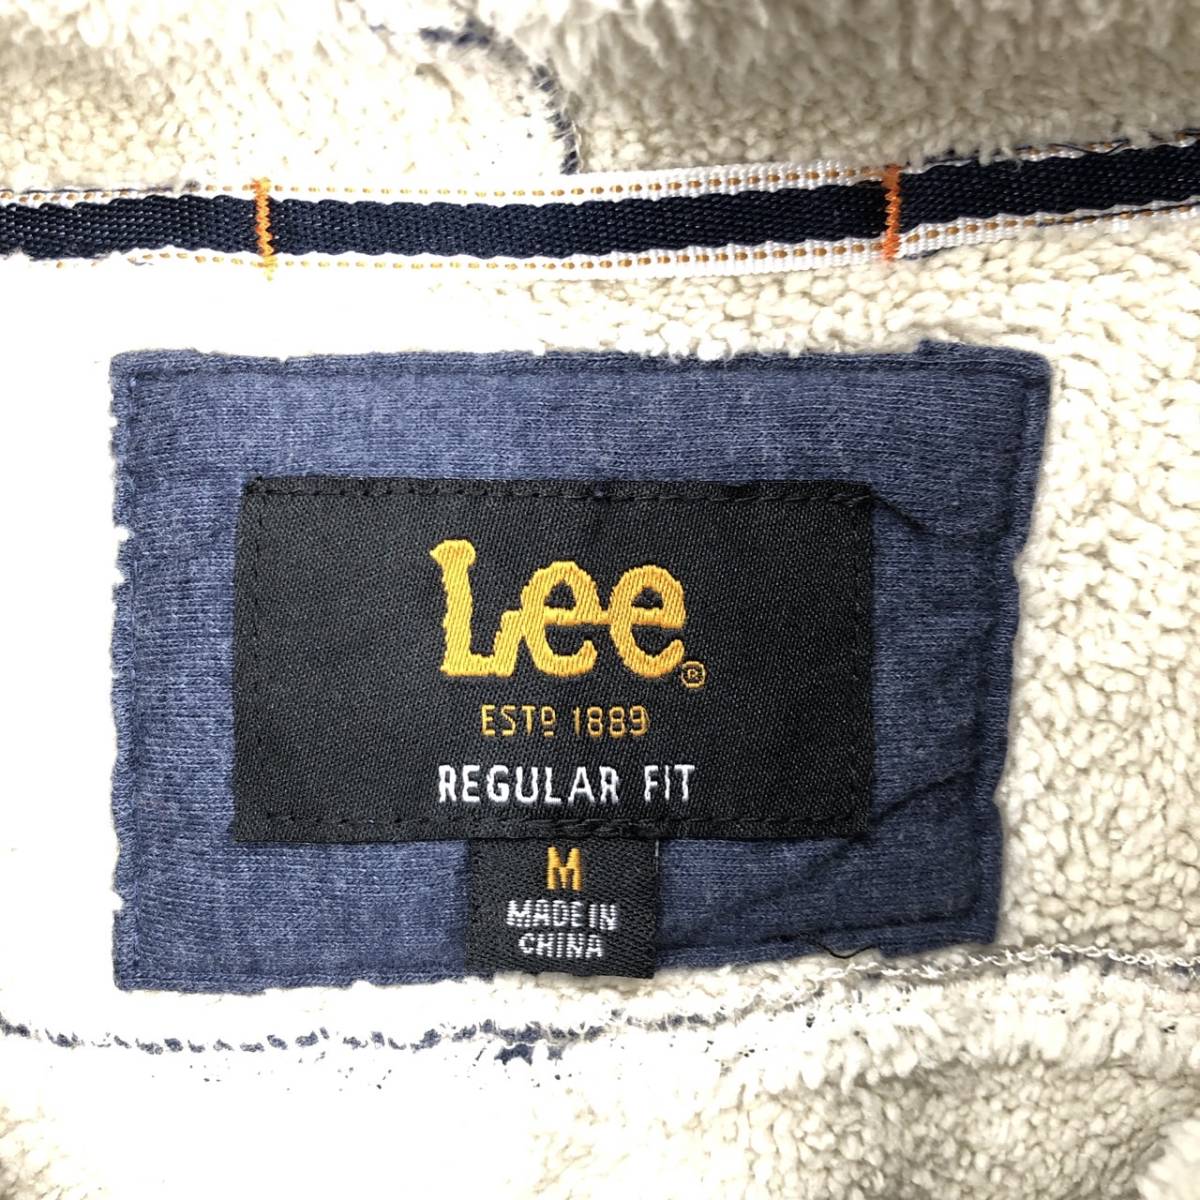 Lee®
ESTD 1889
REGULAR FIT
M
MADE IN
CHINA